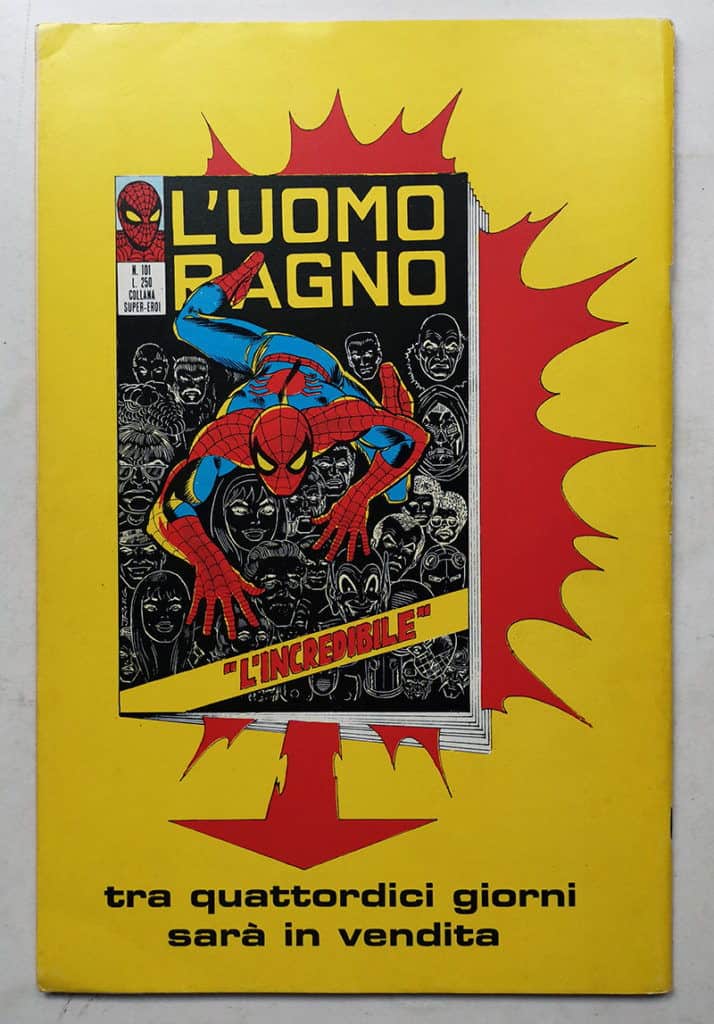 L'UOMO
RAGNO
N. 101
L. 250
COLLANA
SUPER-EROI
"L'INCREDIBILE"
tra quattordici giorni
sarà in vendita